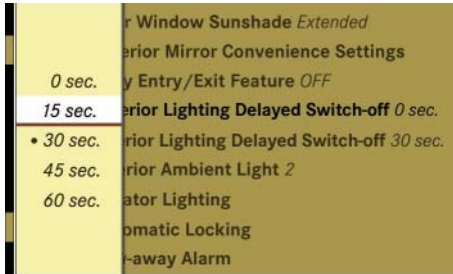 r Window Sunshade Extended
erior Mirror Convenience Settings
0 sec. y Entry/Exit Feature OFF
15 sec. erior Lighting Delayed Switch-off 0 sec.
• 30 sec. erior Lighting Delayed Switch-off 30 sec.
45 sec. rior Ambient Light 2
60 sec. ator Lighting
omatic Locking
-away Alarm